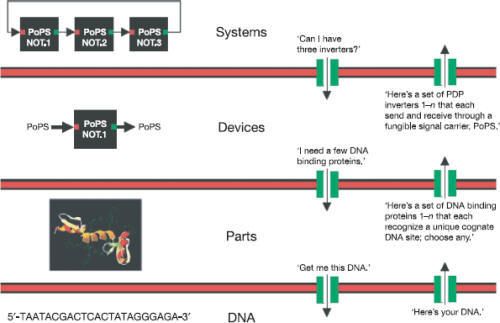 PoPS NOT.1
PoPS NOT.2
PoPS NOT.3
Systems
'Can I have
three inverters?'
'Here's a set of PDP
inverters 1–n that each
send and receive through a
fungible signal carrier, PoPS.'
PoPS
PoPS NOT.1
PoPS
Devices
'I need a few DNA
binding proteins.'
'Here's a set of DNA binding
proteins 1–n that each
recognize a unique cognate
DNA site; choose any.'
Parts
'Get me this DNA.'
'Here's your DNA.'
5′-TAATACGACTCACTATAGGGAGA-3′
DNA